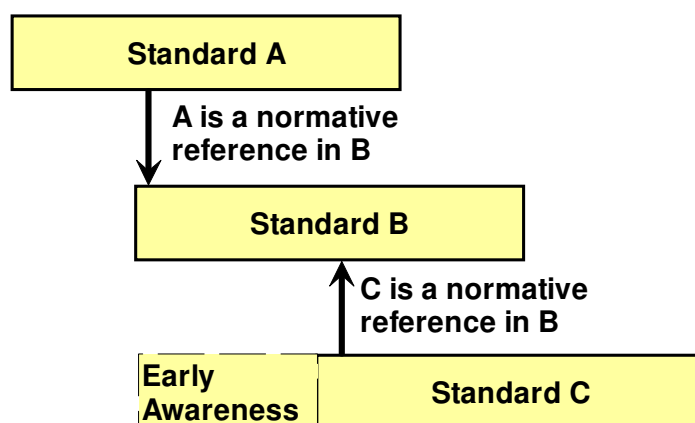 Standard A
A is a normative
reference in B
Standard B
C is a normative
reference in B
Early
Awareness
Standard C